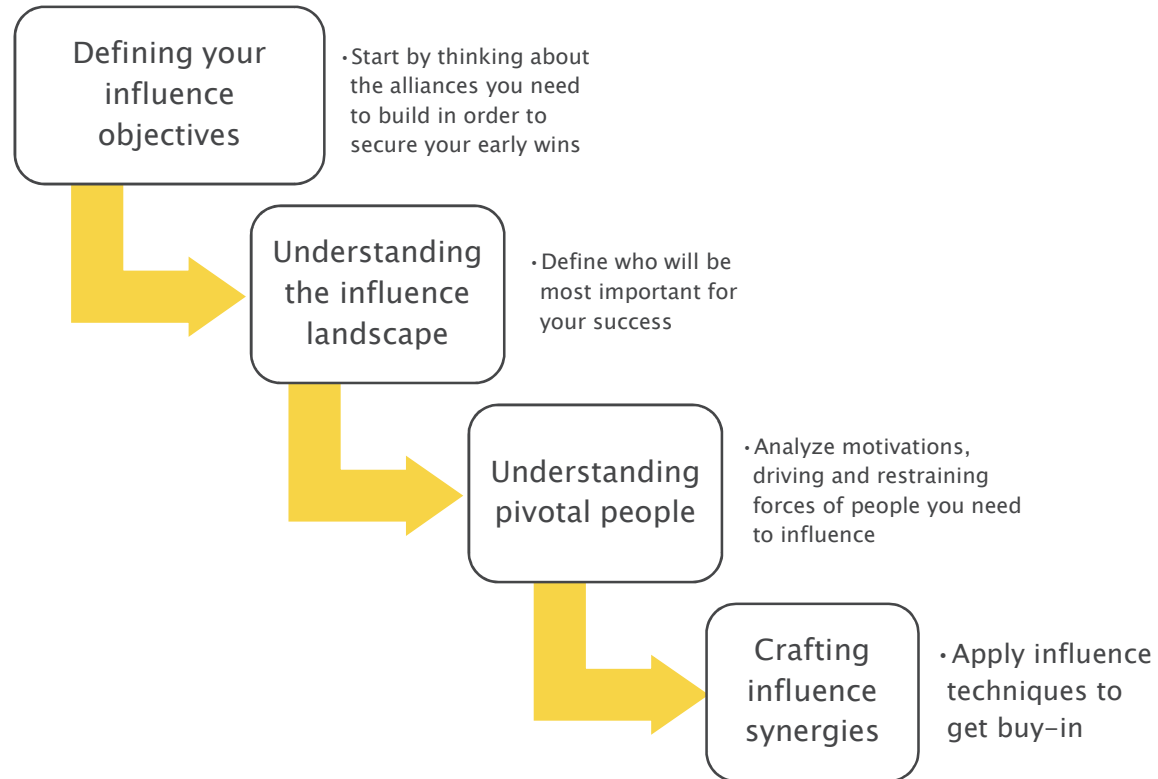 Defining your
influence
objectives
•Start by thinking about
the alliances you need
to build in order to
secure your early wins
Understanding
the influence
landscape
•Define who will be
most important for
your success
Understanding
pivotal people
•Analyze motivations,
driving and restraining
forces of people you need
to influence
Crafting
influence
synergies
•Apply influence
techniques to
get buy-in